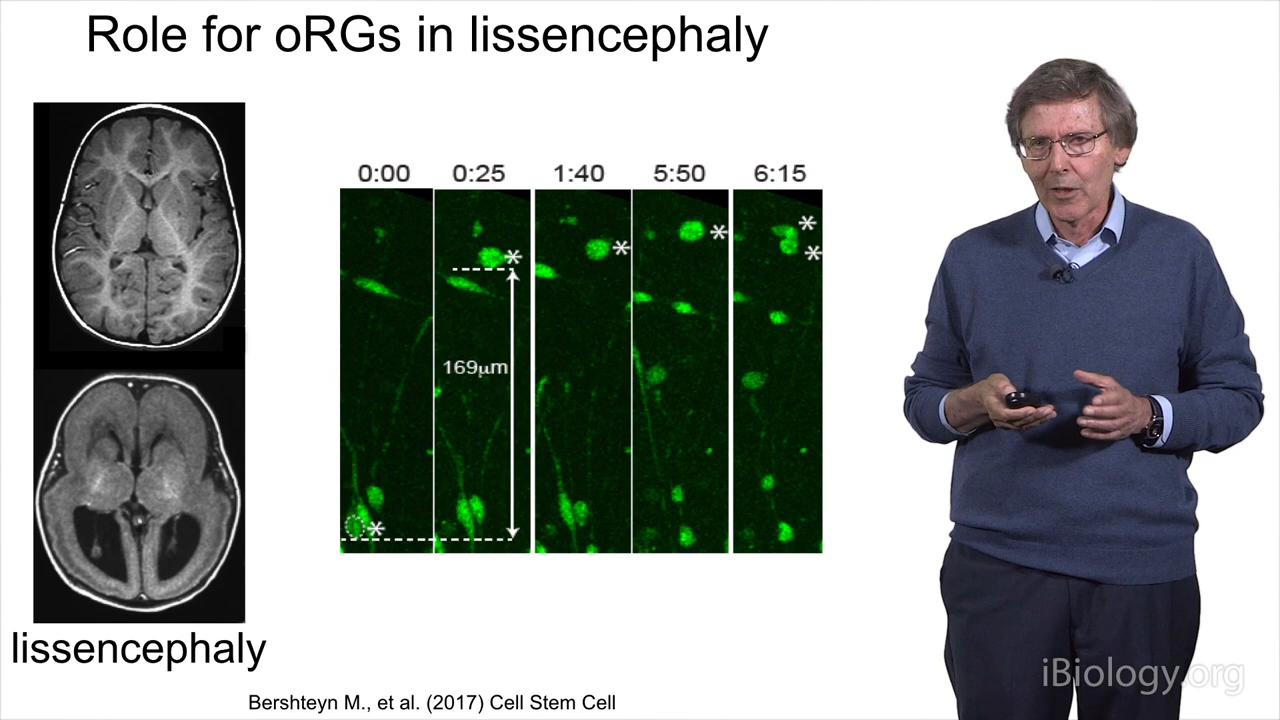 Role for oRGs in lissencephaly
0:00 0:25 1:40 5:50 6:15
* * * * *
169µm
*
lissencephaly
Bershteyn M., et al. (2017) Cell Stem Cell
iBiology.org